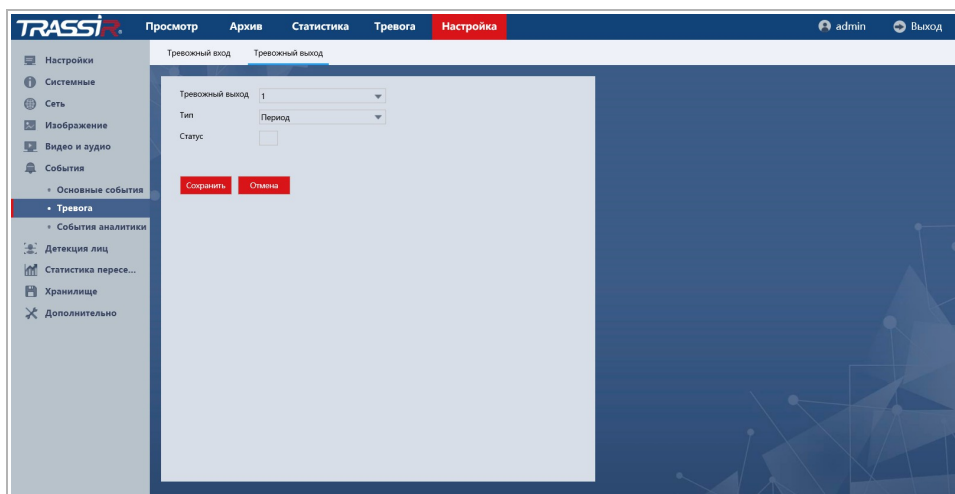 TRASSIR Просмотр Архив Статистика Тревога Настройка admin Выход
Тревожный вход Тревожный выход
Настройки
Системные
Сеть
Изображение
Видео и аудио
События
Основные события
Тревога
События аналитики
Детекция лиц
Статистика пересе...
Хранилище
Дополнительно
Тревожный выход 1
Тип Период
Статус
Сохранить Отмена